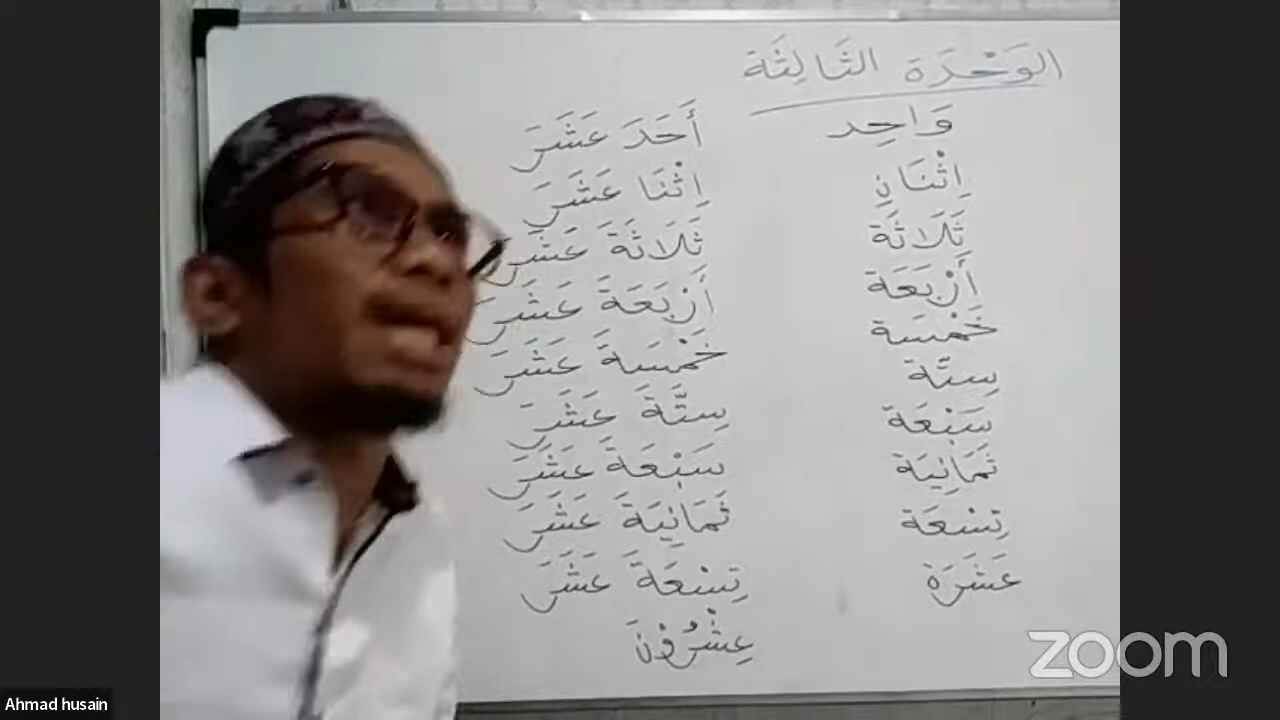 الوَحْدَة الثَالِثَة
وَاحِد
اِثْنَانِ
ثَلَاثَة
أَرْبَعَة
خَمْسَة
سِتَّة
سَبْعَة
ثَمَانِيَة
تِسْعَة
عَشَرَة
أَحَدَ عَشَرَ
اِثْنَا عَشَرَ
ثَلَاثَةَ عَشَرَ
أَرْبَعَةَ عَشَرَ
خَمْسَةَ عَشَرَ
سِتَّةَ عَشَرَ
سَبْعَةَ عَشَرَ
ثَمَانِيَةَ عَشَرَ
تِسْعَةَ عَشَرَ
عِشْرُوْنَ
zoom
Ahmad husain